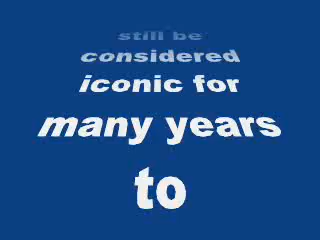 still be
considered
iconic for
many years
to